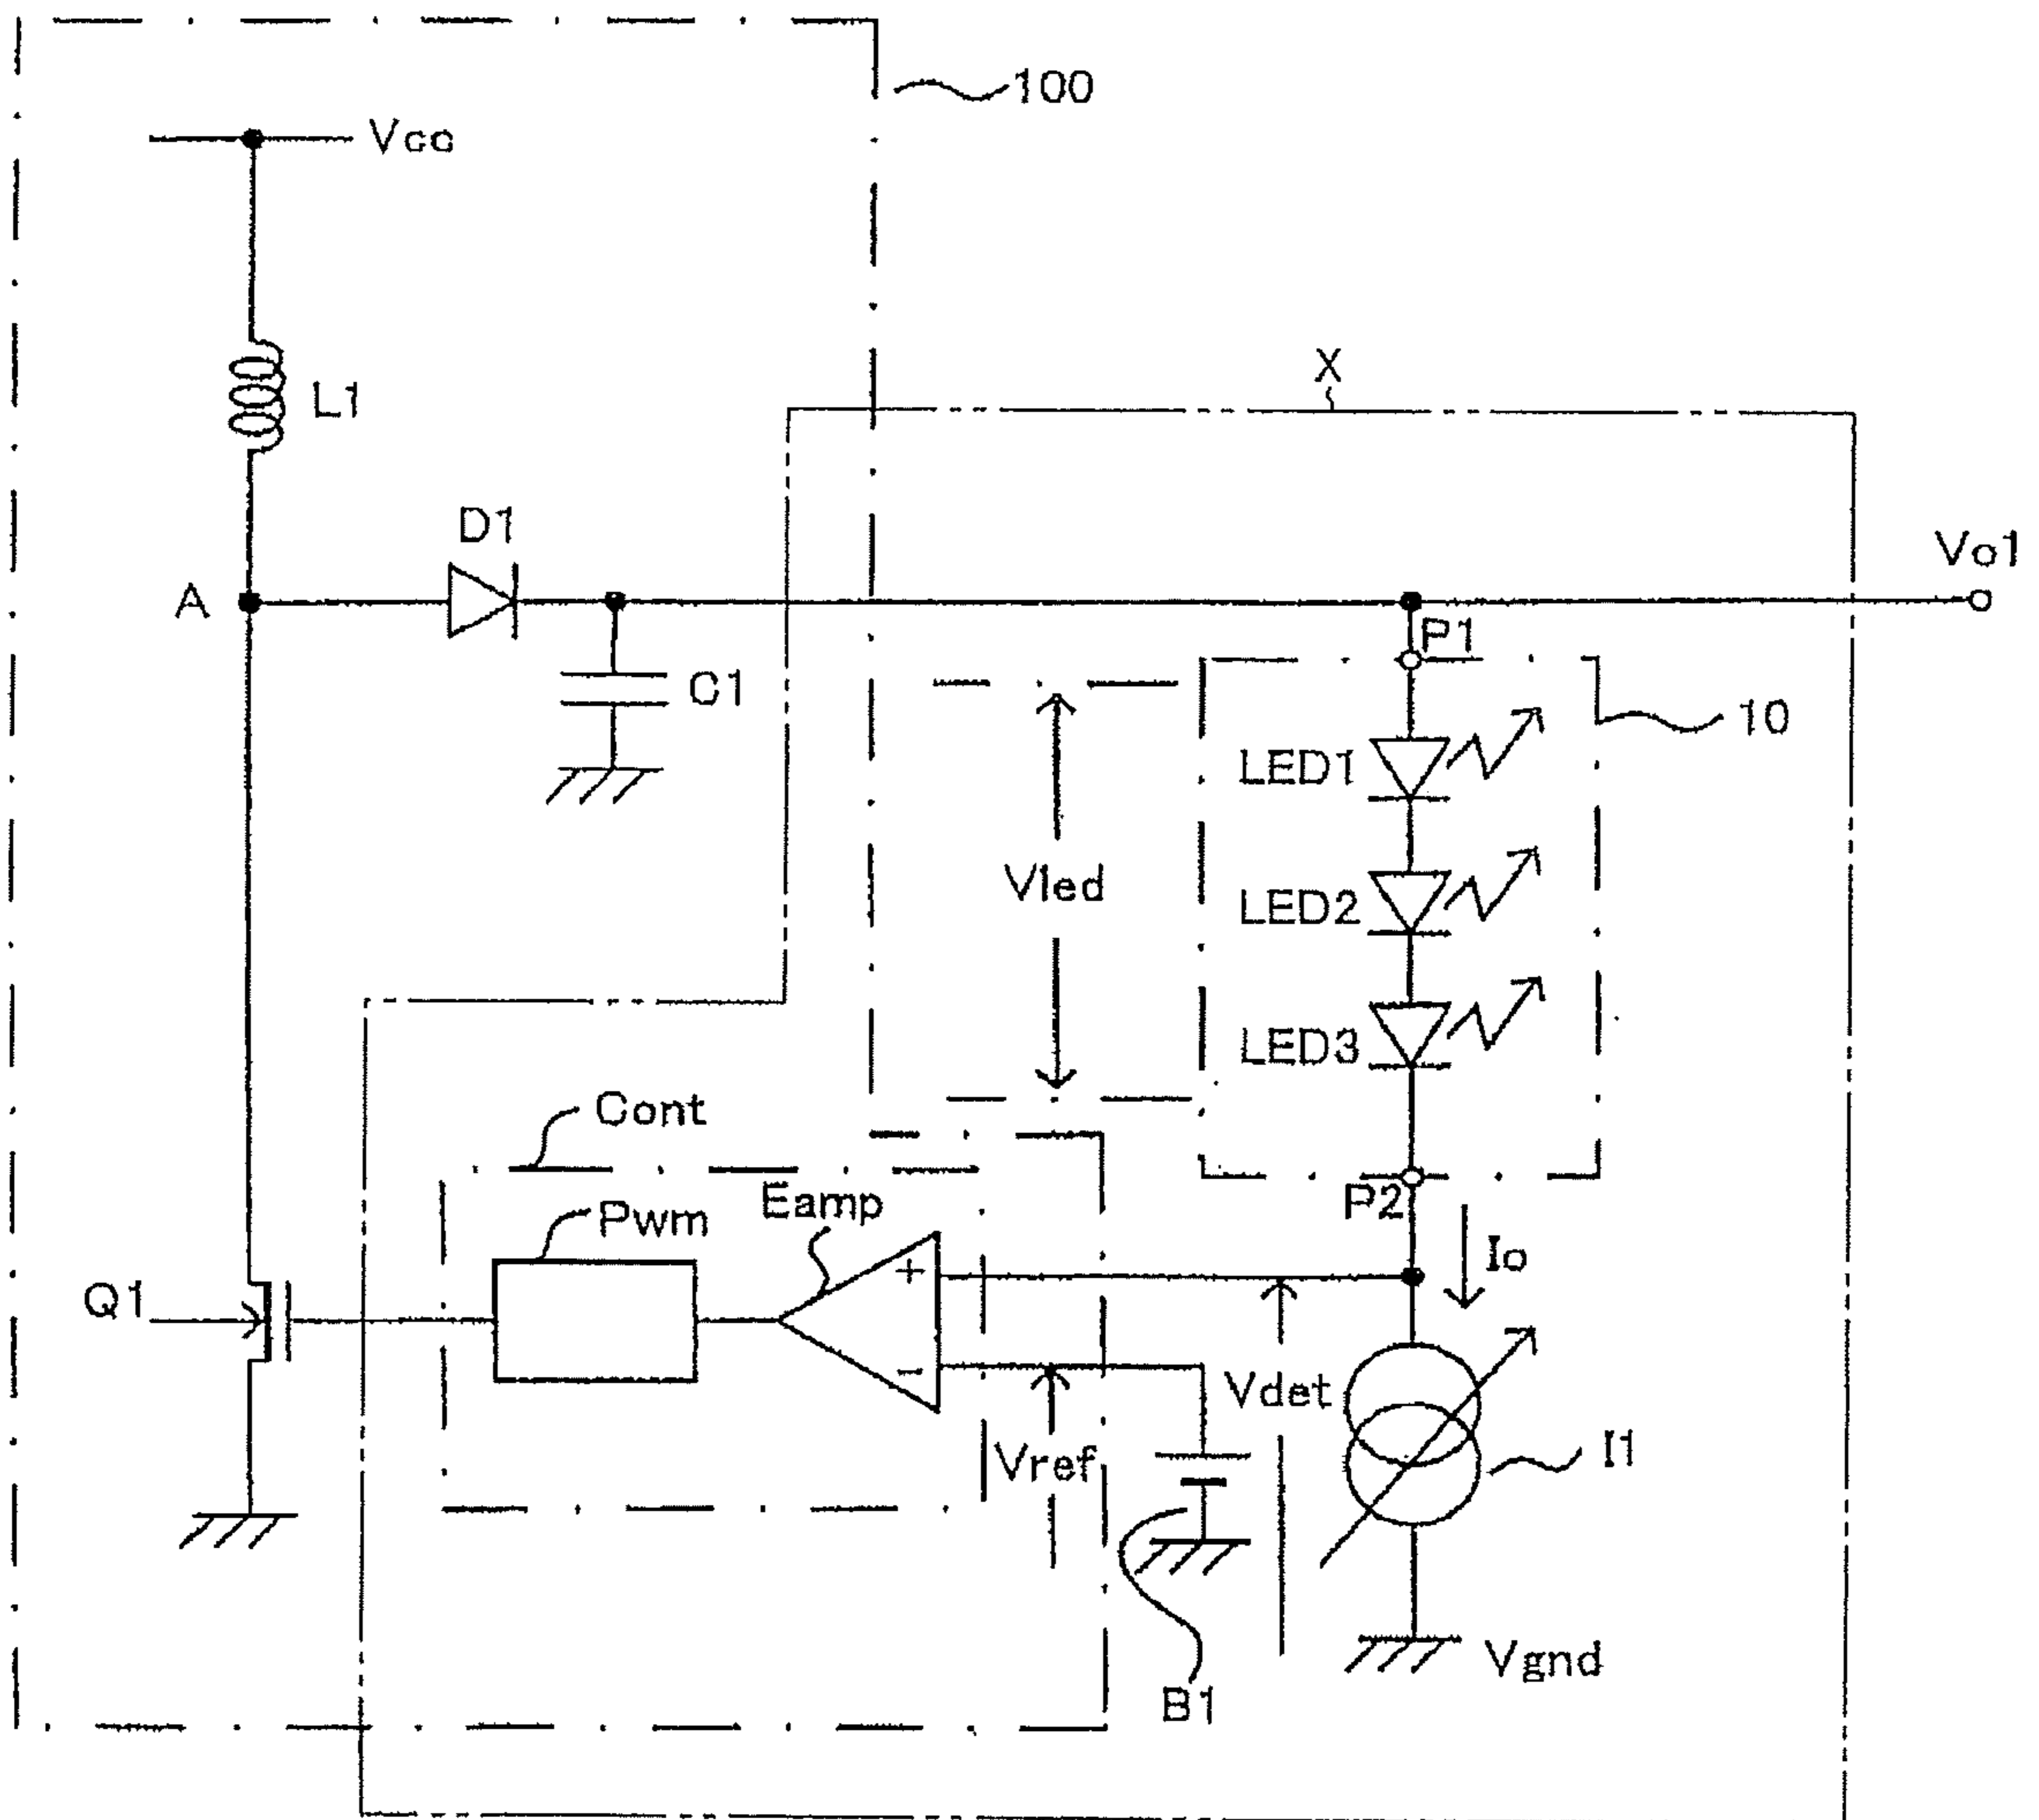 100
Vcc
L1
X
D1
Vo1
A
P1
C1
10
LED1
Vled
LED2
LED3
Cont
Pwm
Eamp
P2
Io
+
Q1
−
Vdet
Vref
I1
Vgnd
B1